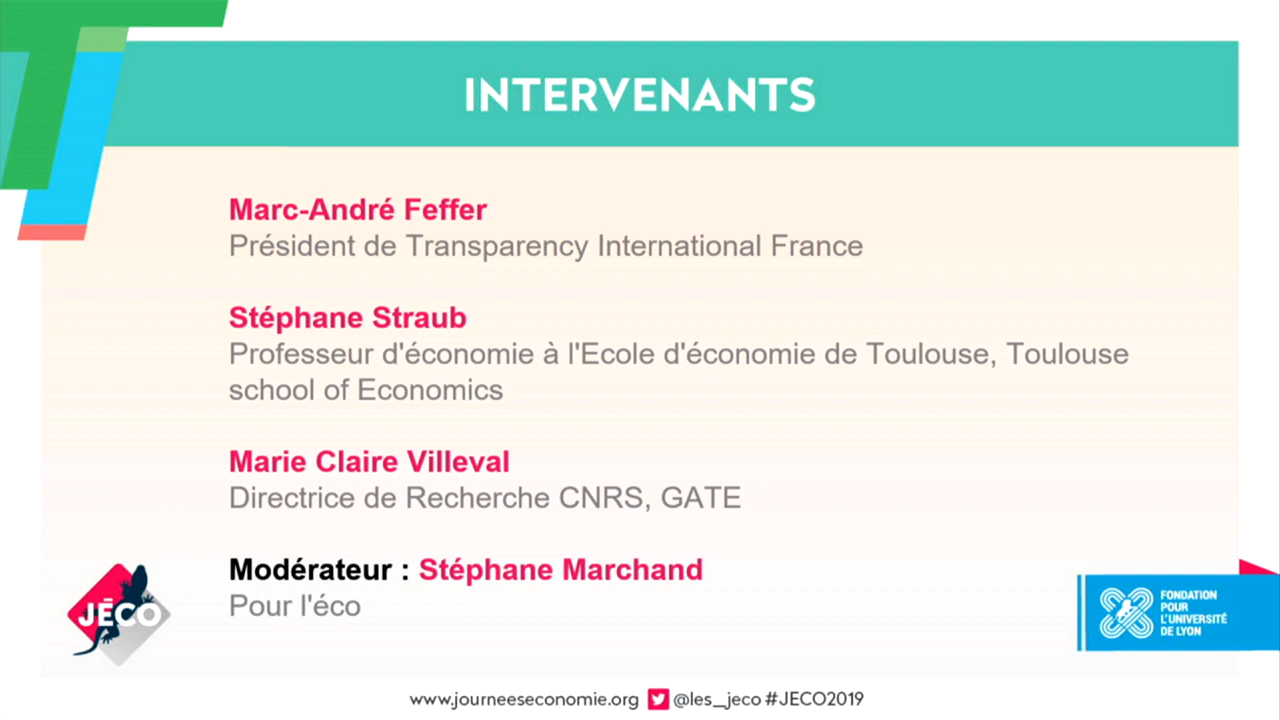 INTERVENANTS
Marc-André Feffer
Président de Transparency International France
Stéphane Straub
Professeur d'économie à l'Ecole d'économie de Toulouse, Toulouse
school of Economics
Marie Claire Villeval
Directrice de Recherche CNRS, GATE
Modérateur : Stéphane Marchand
Pour l'éco
JÉCO
FONDATION
POUR
L'UNIVERSITÉ
DE LYON
www.journeeseconomie.org @les_jeco #JECO2019